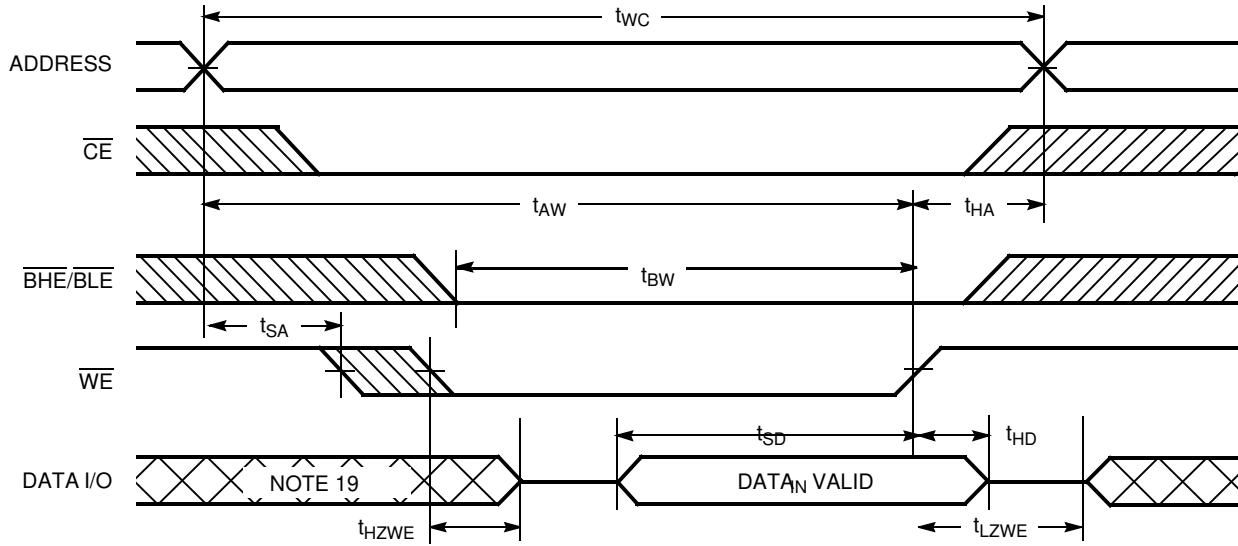 tWC
ADDRESS
CE
tAW
tHA
BHE/BLE
tBW
tSA
WE
tSD
tHD
DATA I/O
NOTE 19
DATAIN VALID
tHZWE
tLZWE